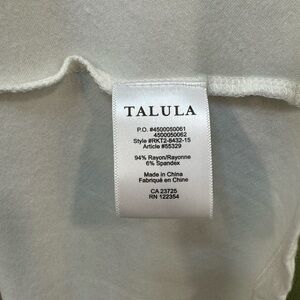 TALULA
P.O. #4500050061
4500050062
Style #RKT2-8432-15
Article #65329
94% Rayon/Rayonne
6% Spandex
Made in China
Fabriqué en Chine
CA 23725
RN 122354